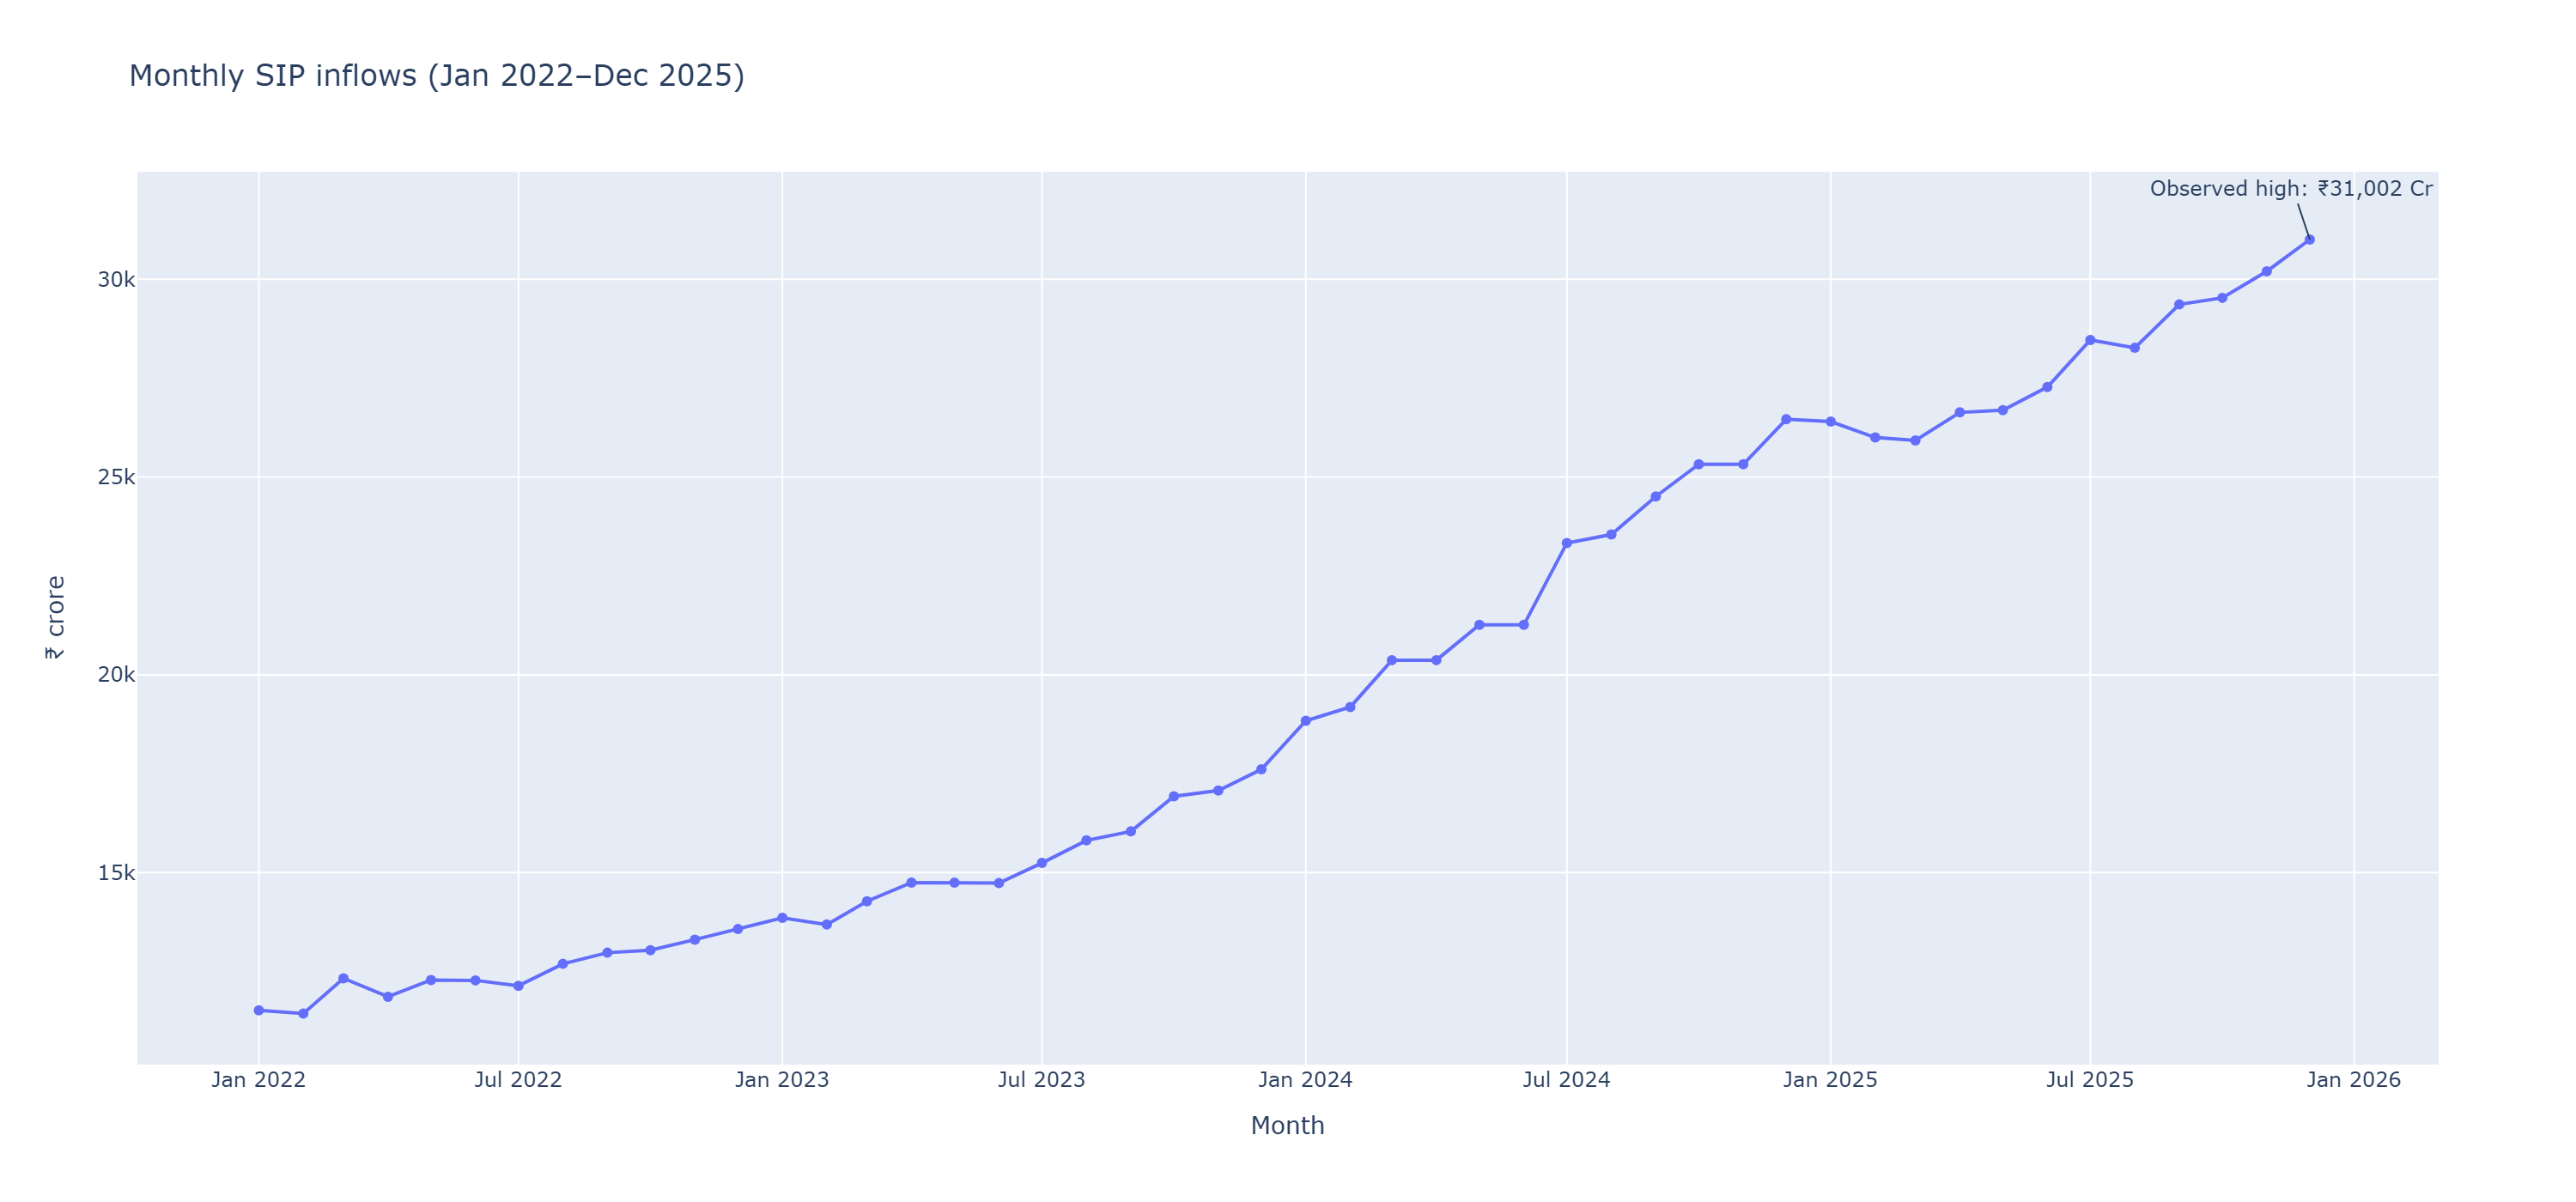 Monthly SIP inflows (Jan 2022–Dec 2025)
Observed high: ₹31,002 Cr
30k
25k
20k
15k
₹ crore
Jan 2022
Jul 2022
Jan 2023
Jul 2023
Jan 2024
Jul 2024
Jan 2025
Jul 2025
Jan 2026
Month